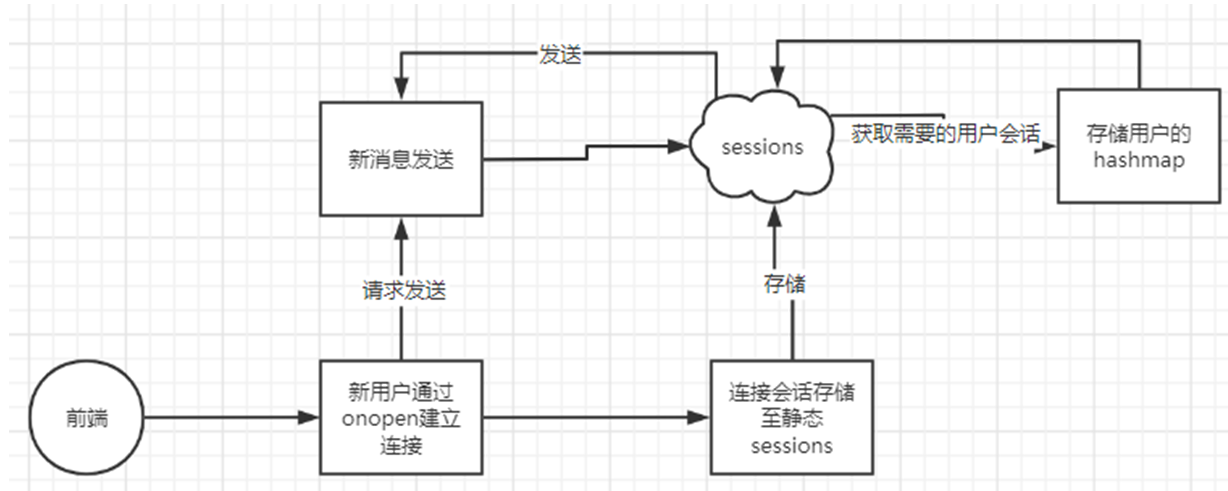 发送
新消息发送
sessions
获取需要的用户会话
存储用户的
hashmap
请求发送
存储
前端
新用户通过
onopen建立
连接
连接会话存储
至静态
sessions